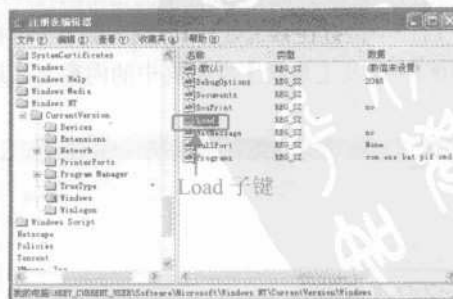 注册表编辑器
文件(F) 编辑(E) 查看(V) 收藏夹(A) 帮助(H)
SystemCertificates
Windows
Windows Help
Windows Media
Windows NT
CurrentVersion
Devices
Extensions
Network
PrinterPorts
Program Manager
TrueType
Windows
Winlogon
Windows Script
Netscape
Policies
Tencent
名称 类型 数据
(默认) REG_SZ (数值未设置)
DebugOptions REG_SZ 2048
Documents REG_SZ
DosPrint REG_SZ no
Load REG_SZ
NetMessage REG_SZ no
NullPort REG_SZ None
Programs REG_SZ com exe bat pif cmd
Load 子键
我的电脑\HKEY_CURRENT_USER\Software\Microsoft\Windows NT\CurrentVersion\Windows